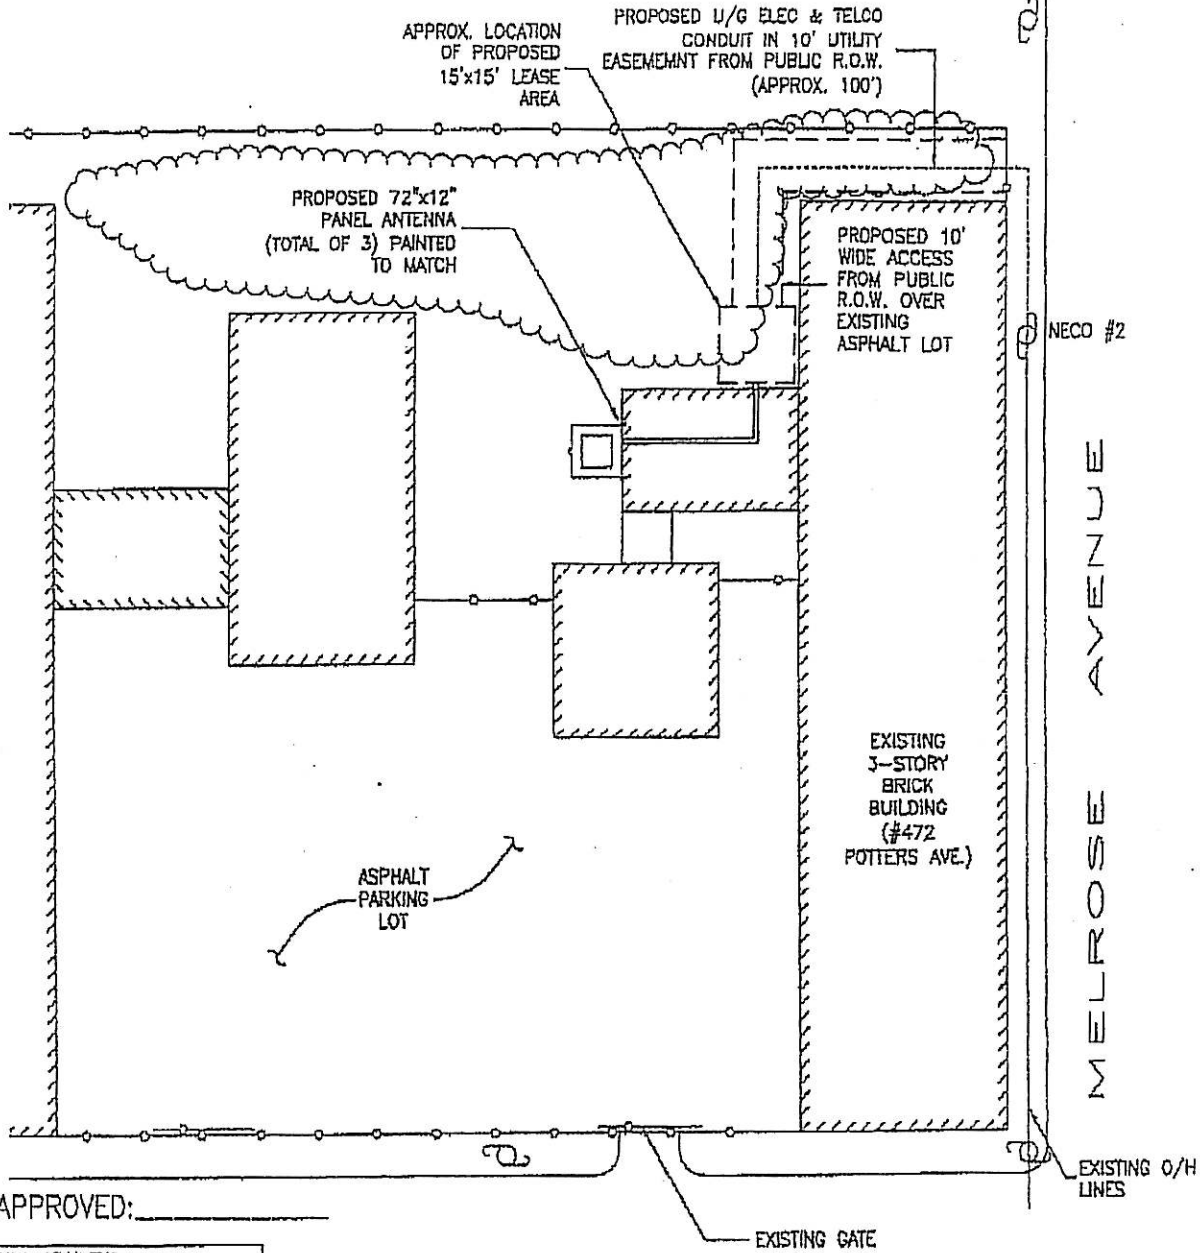 APPROX. LOCATION
OF PROPOSED
15'x15' LEASE
AREA
PROPOSED U/G ELEC & TELCO
CONDUIT IN 10' UTILITY
EASEMEMNT FROM PUBLIC R.O.W.
(APPROX. 100')
PROPOSED 72"x12"
PANEL ANTENNA
(TOTAL OF 3) PAINTED
TO MATCH
PROPOSED 10'
WIDE ACCESS
FROM PUBLIC
R.O.W. OVER
EXISTING
ASPHALT LOT
NECO #2
MELROSE AVENUE
EXISTING
3-STORY
BRICK
BUILDING
(#472
POTTERS AVE.)
ASPHALT
PARKING
LOT
EXISTING O/H
LINES
APPROVED:
EXISTING GATE